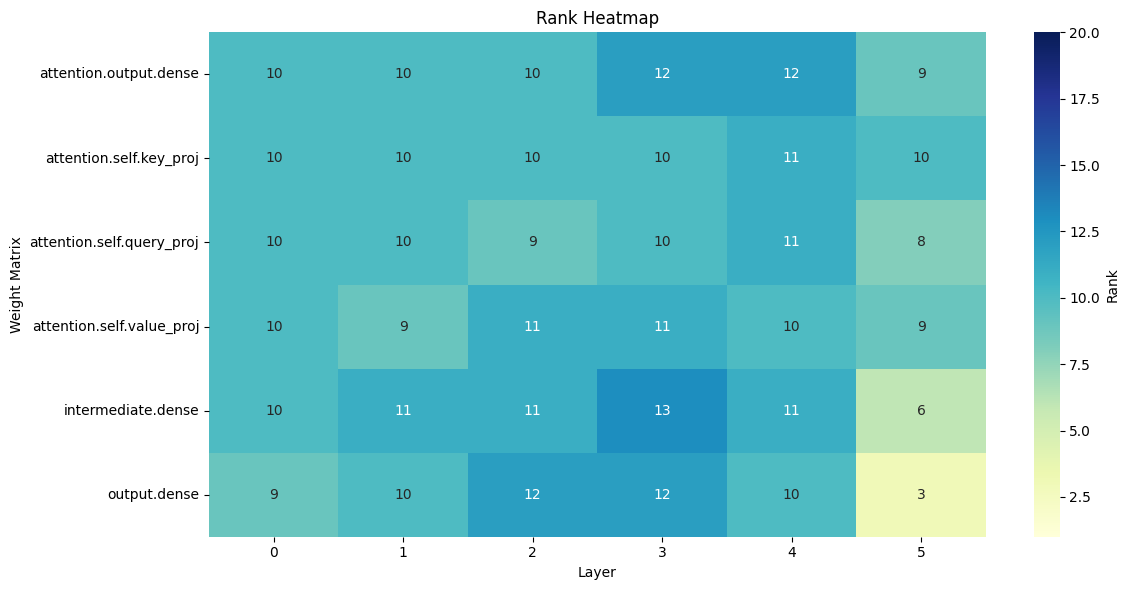 Rank Heatmap
Weight Matrix
attention.output.dense 10 10 10 12 12 9
attention.self.key_proj 10 10 10 10 11 10
attention.self.query_proj 10 10 9 10 11 8
attention.self.value_proj 10 9 11 11 10 9
intermediate.dense 10 11 11 13 11 6
output.dense 9 10 12 12 10 3
0 1 2 3 4 5
Layer
20.0
17.5
15.0
12.5
10.0
7.5
5.0
2.5
Rank